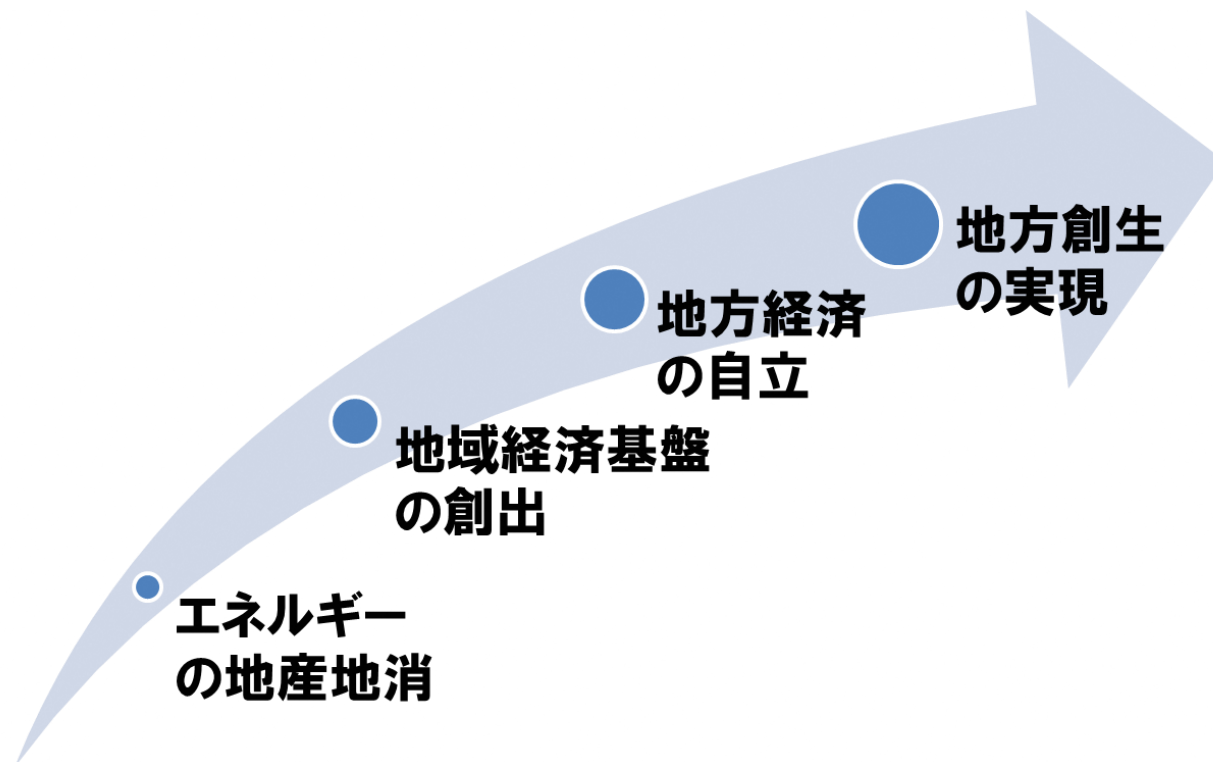 地方創生
の実現
地方経済
の自立
地域経済基盤
の創出
エネルギー
の地産地消